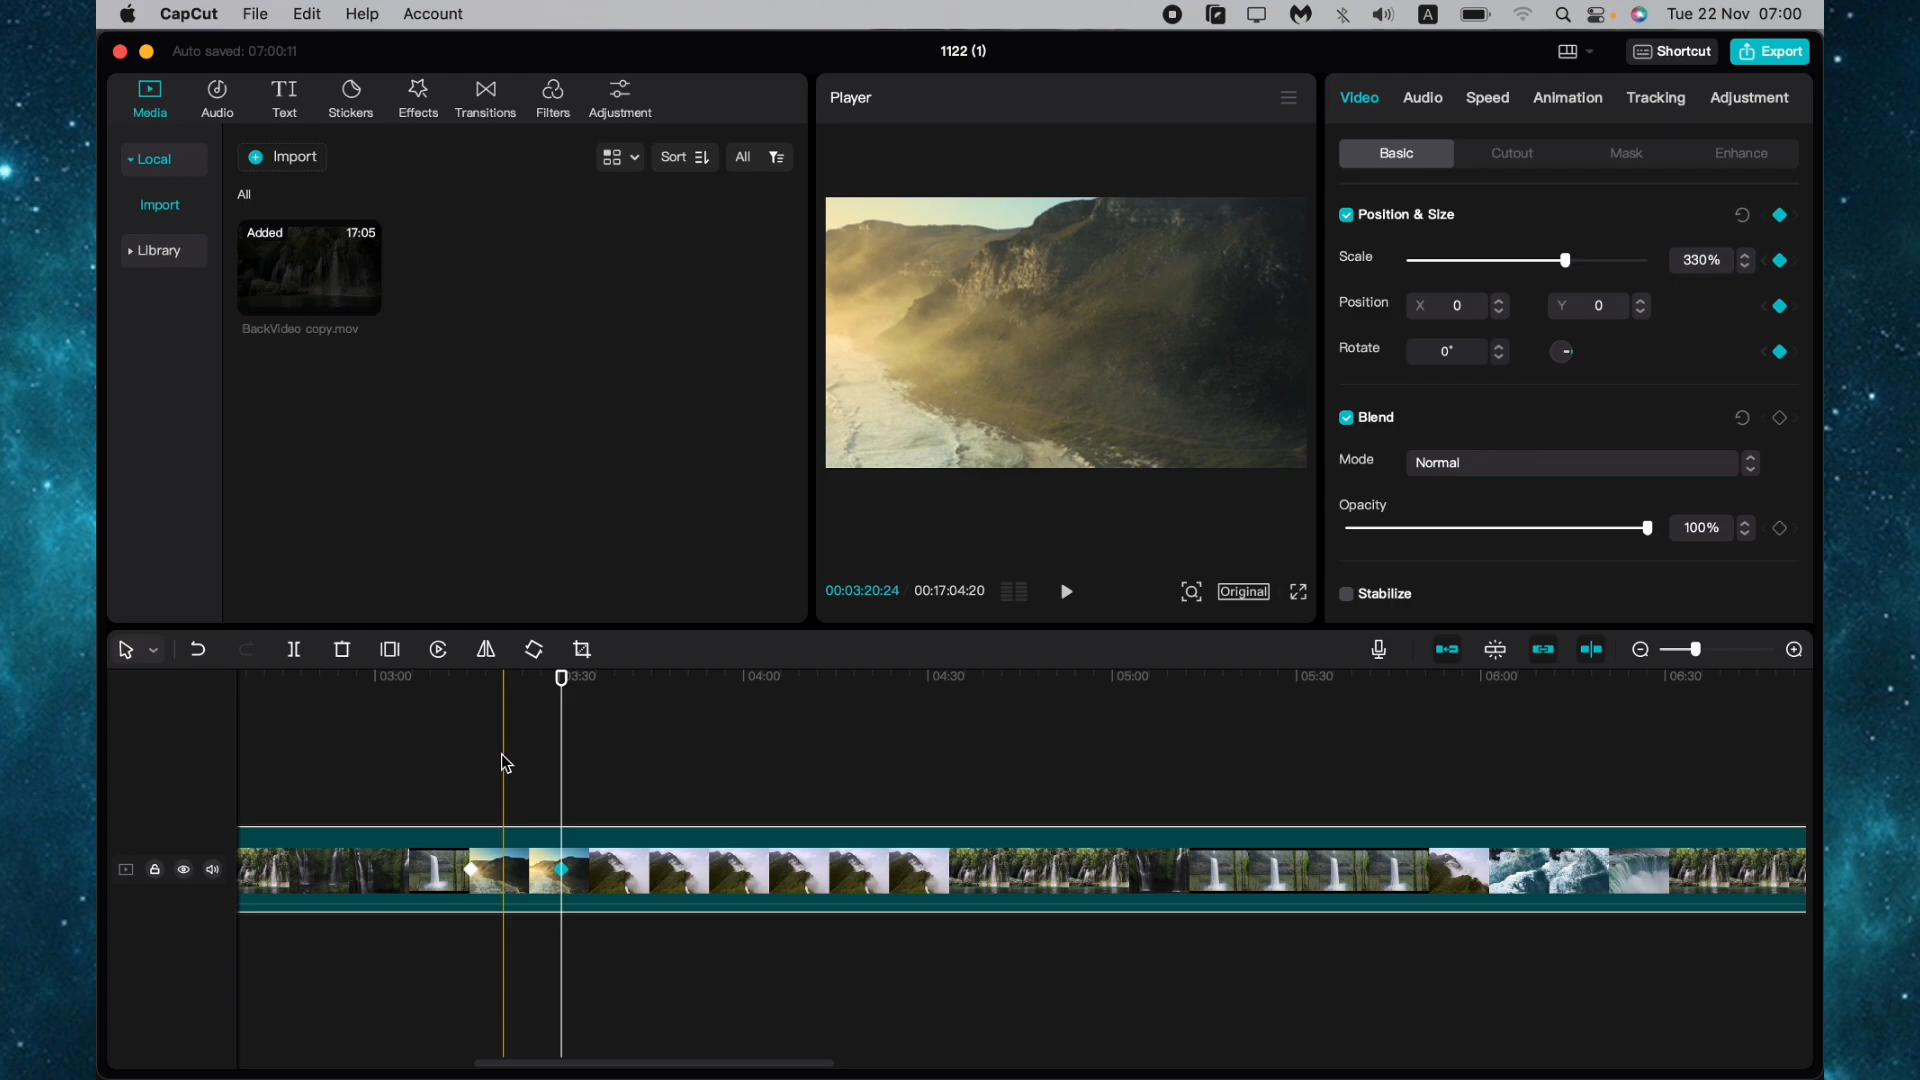 CapCut File Edit Help Account
A
Tue 22 Nov 07:00
Auto saved: 07:00:11
1122 (1)
Shortcut
Export
Media
Audio
TI
Text
Stickers
Effects
Transitions
Filters
Adjustment
Local
Import
Library
Import
Sort
All
All
Added 17:05
BackVideo copy.mov
Player
00:03:20:24 / 00:17:04:20
Original
Video Audio Speed Animation Tracking Adjustment
Basic Cutout Mask Enhance
Position & Size
Scale 330%
Position X 0 Y 0
Rotate 0°
Blend
Mode Normal
Opacity
100%
Stabilize
03:00 03:30 04:00 04:30 05:00 05:30 06:00 06:30